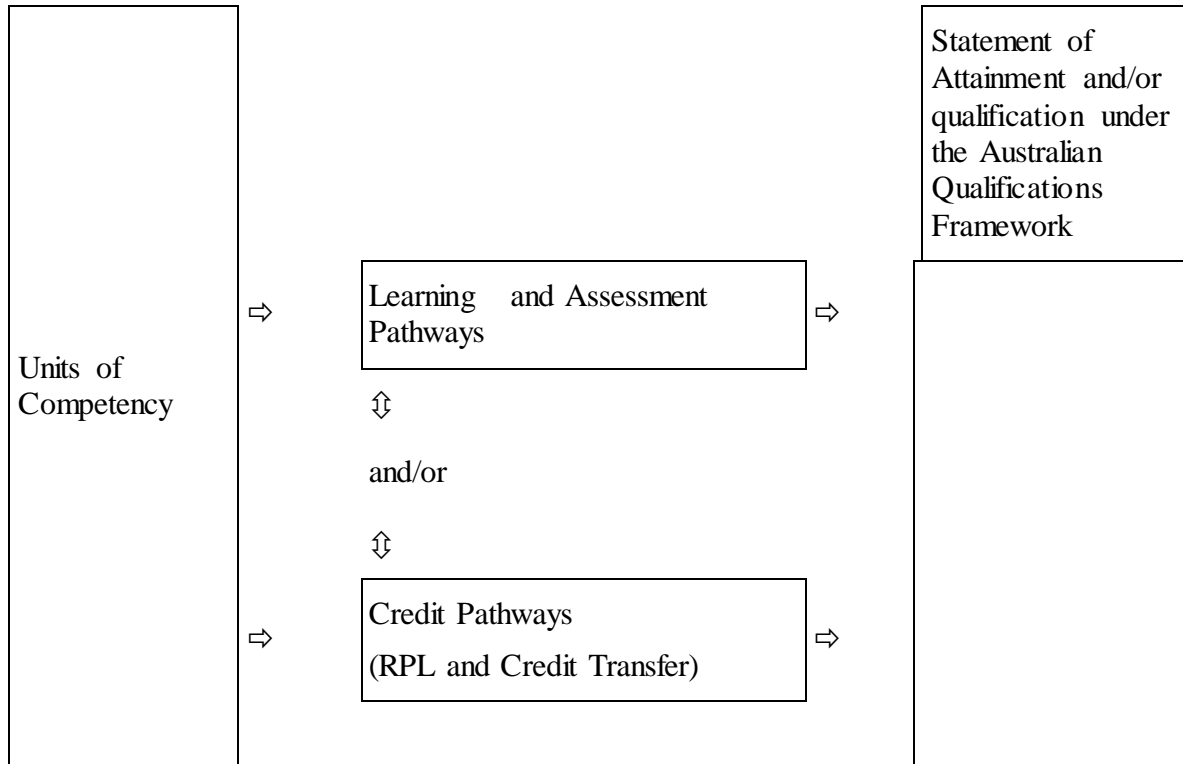 Statement of
Attainment and/or
qualification under
the Australian
Qualifications
Framework
⇨
Learning and Assessment
Pathways
⇨
Units of
Competency
⇕
and/or
⇕
⇨
Credit Pathways
(RPL and Credit Transfer)
⇨